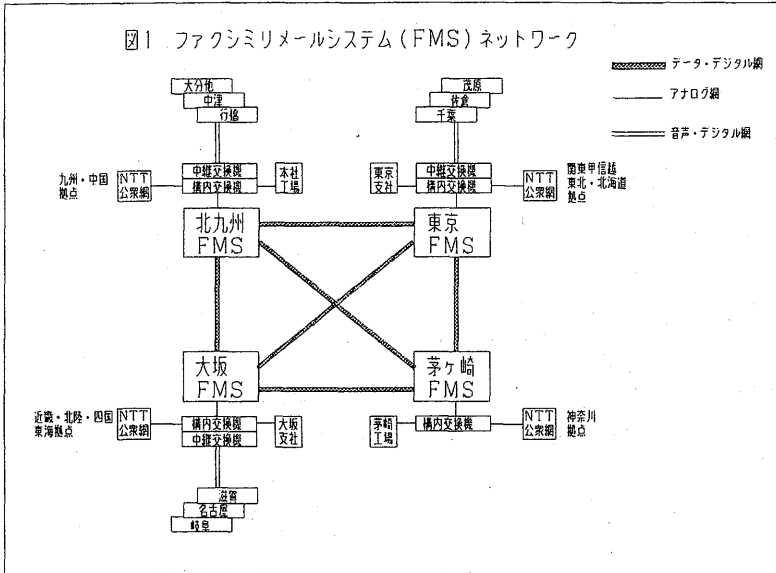 図1 ファクシミリメールシステム(FMS)ネットワーク
データ・デジタル網
アナログ網
音声・デジタル網
大分他
中津
行橋
茂原
佐倉
千葉
九州・中国
拠点
NTT
公衆網
中継交換機
構内交換機
本社
工場
東京
支社
中継交換機
構内交換機
NTT
公衆網
関東甲信越
東北・北海道
拠点
北九州
FMS
東京
FMS
大坂
FMS
茅ヶ崎
FMS
近畿・北陸・四国
東海拠点
NTT
公衆網
構内交換機
中継交換機
大坂
支社
茅崎
工場
構内交換機
NTT
公衆網
神奈川
拠点
滋賀
名古屋
岐阜